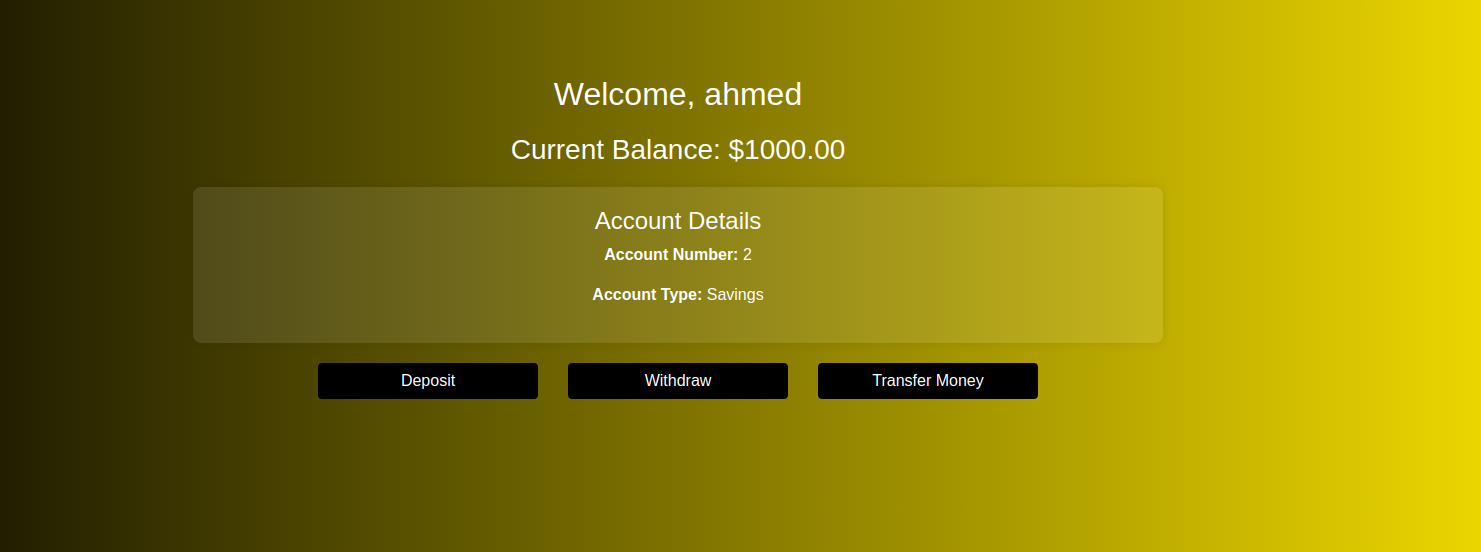 Welcome, ahmed
Current Balance: $1000.00
Account Details
Account Number: 2
Account Type: Savings
Deposit
Withdraw
Transfer Money